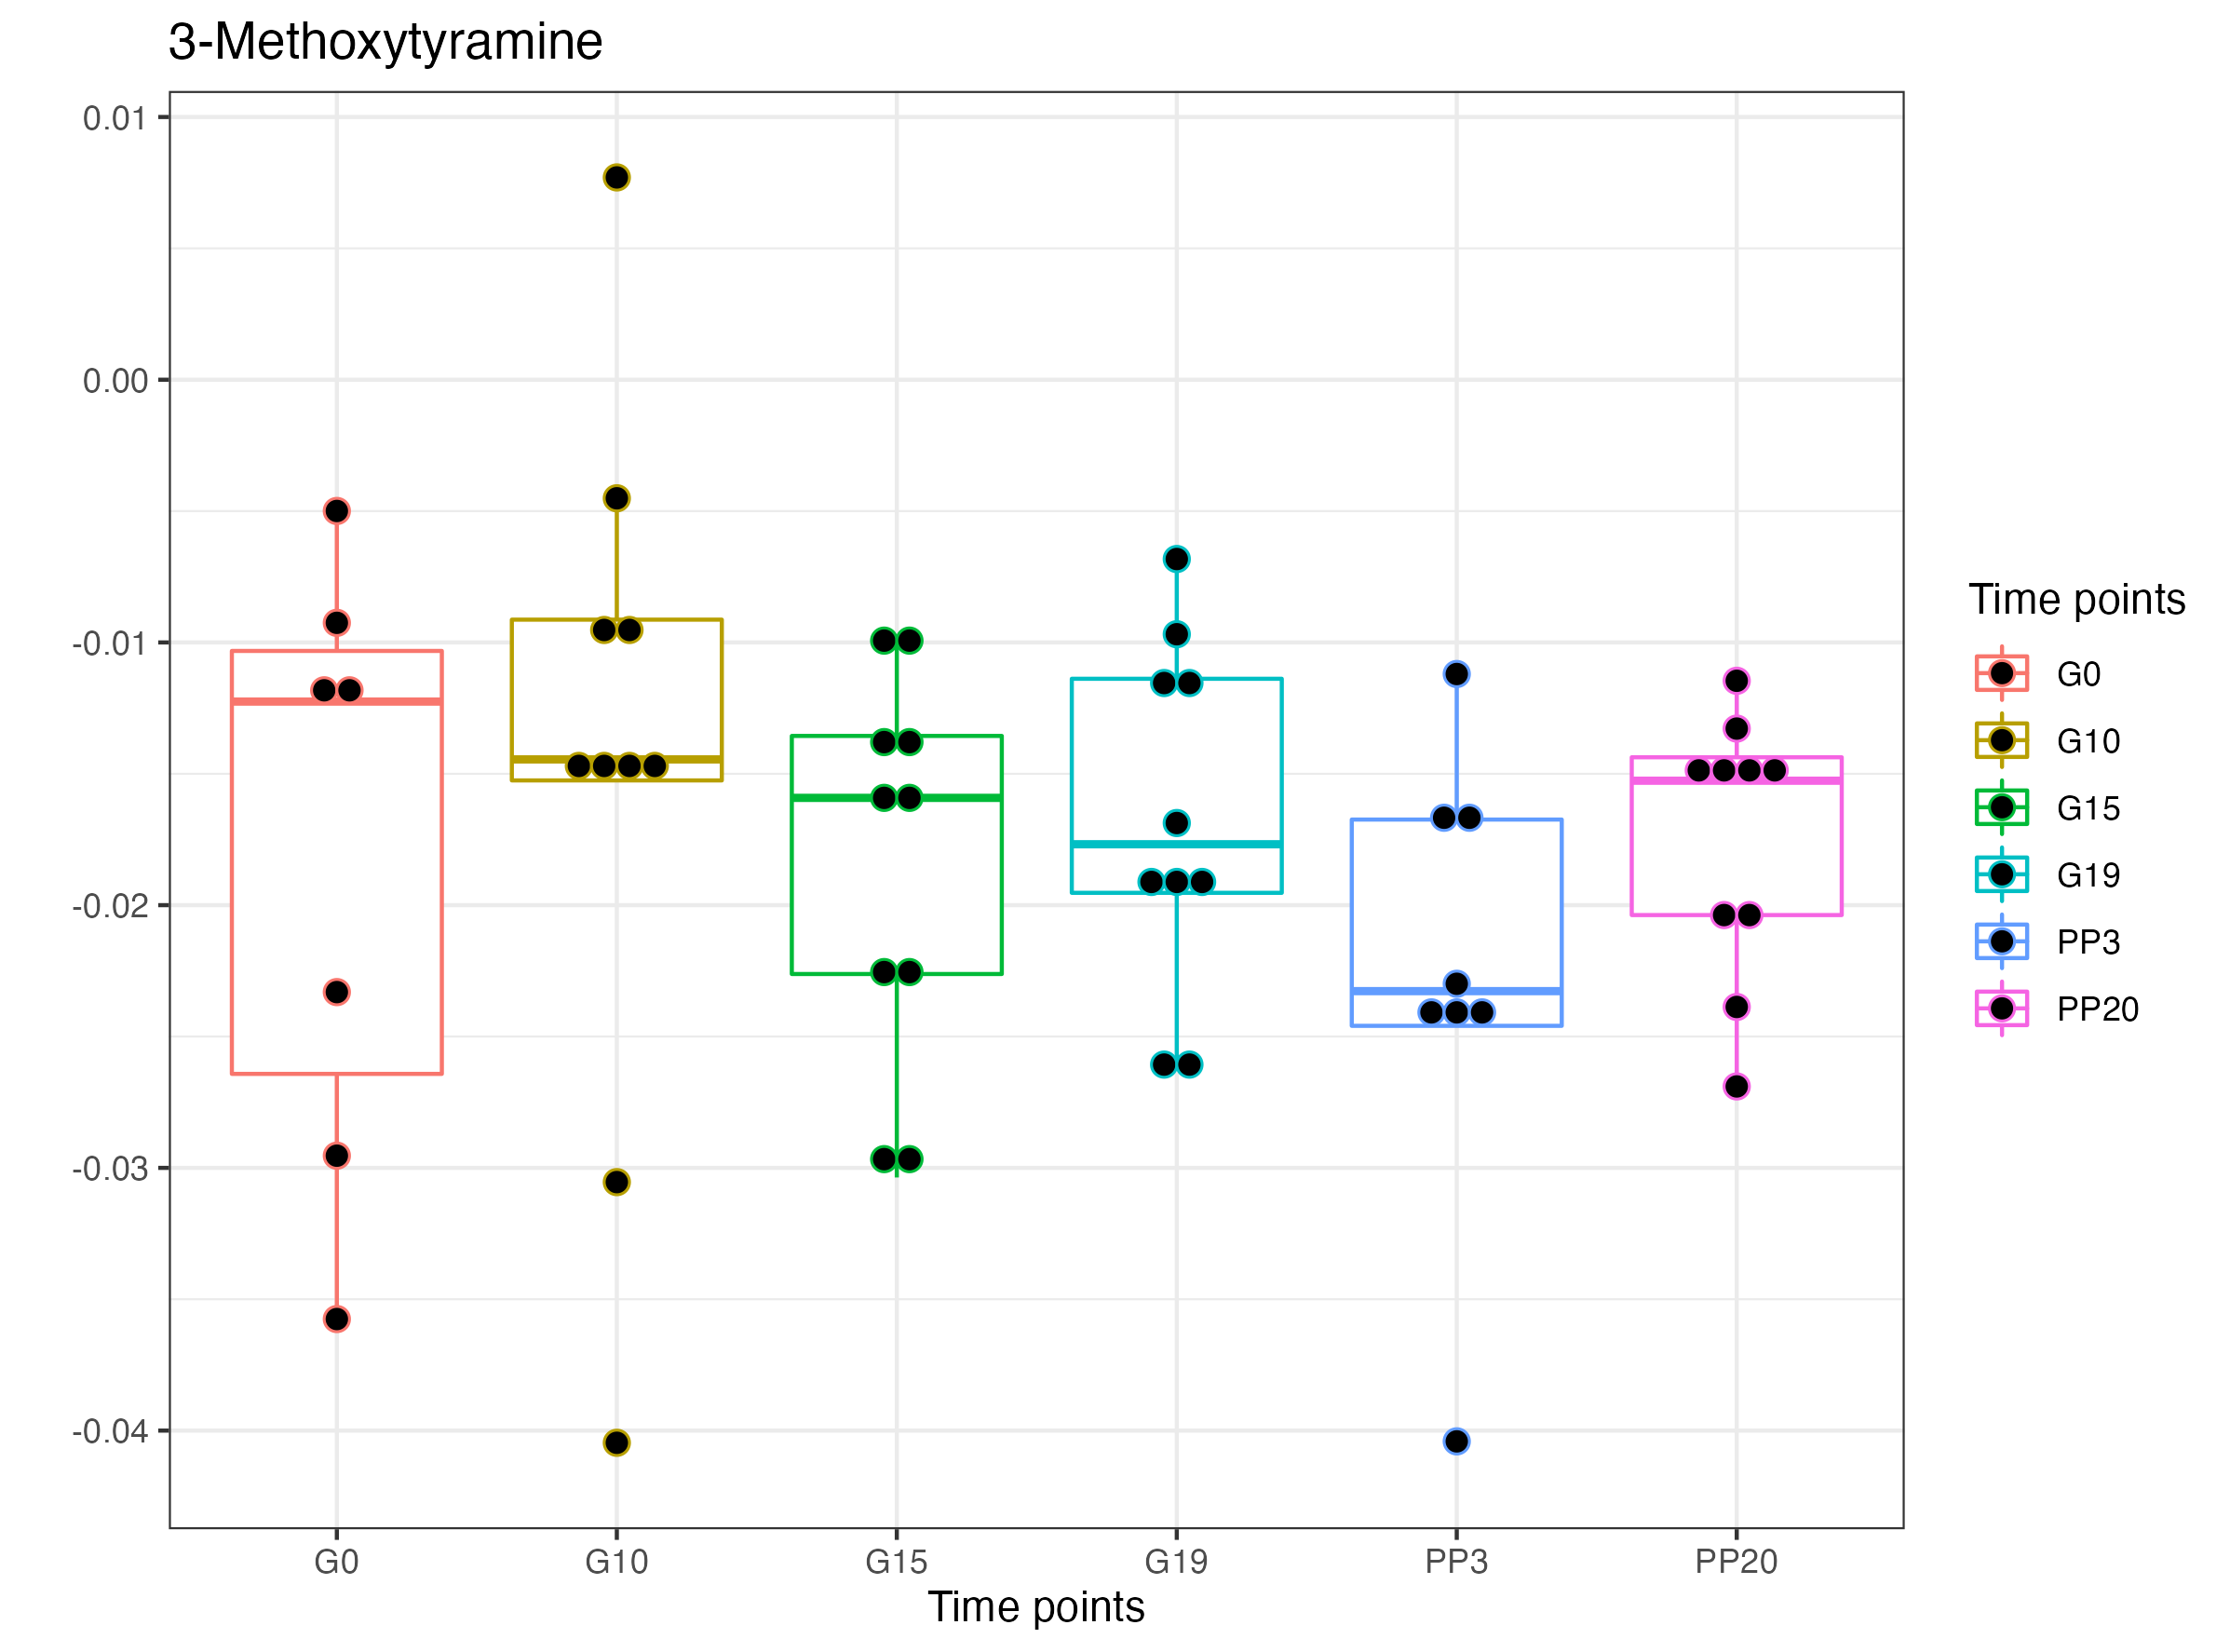 3-Methoxytyramine
0.01
0.00
-0.01
-0.02
-0.03
-0.04
G0 G10 G15 G19 PP3 PP20
Time points
Time points
G0
G10
G15
G19
PP3
PP20